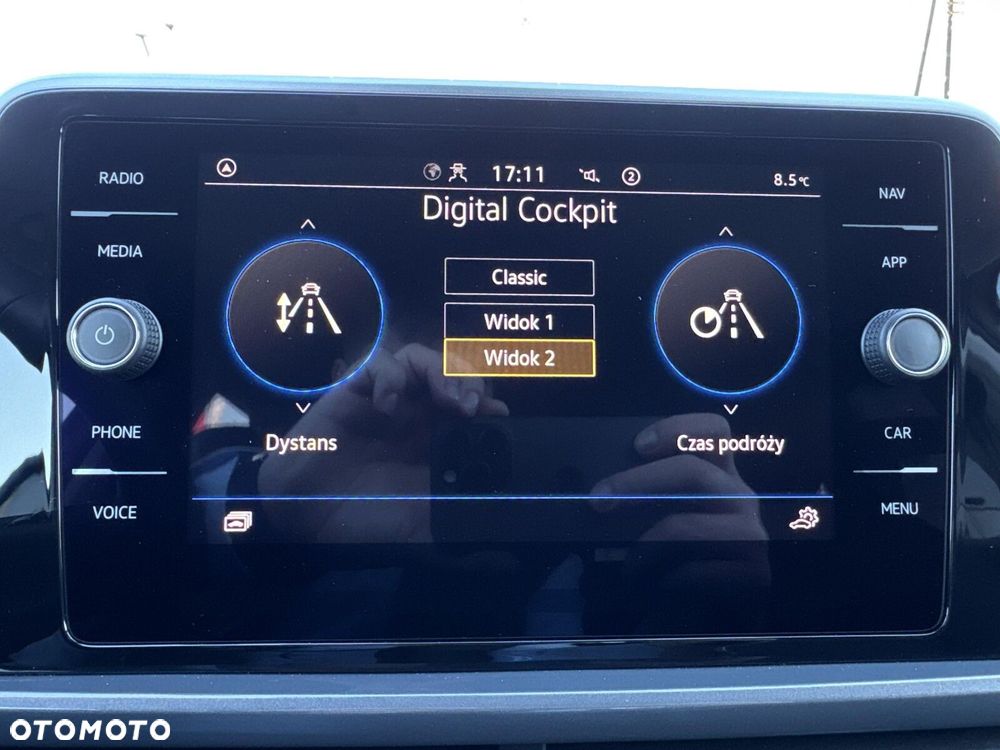 17:11
2
8.5°C
Digital Cockpit
RADIO
MEDIA
PHONE
VOICE
Classic
Widok 1
Widok 2
Dystans
Czas podróży
NAV
APP
CAR
MENU
OTOMOTO